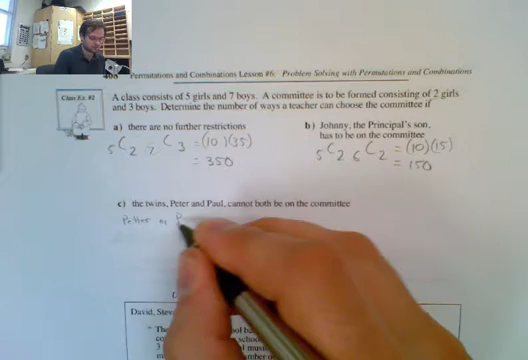 408 Permutations and Combinations Lesson #6: Problem Solving with Permutations and Combinations
Class Ex. #2
A class consists of 5 girls and 7 boys. A committee is to be formed consisting of 2 girls
and 3 boys. Determine the number of ways a teacher can choose the committee if
a) there are no further restrictions
5C2 7C3 = (10)(35)
= 350
b) Johnny, the Principal's son,
has to be on the committee
5C2 6C2 = (10)(15)
= 150
c) the twins, Peter and Paul, cannot both be on the committee
David,